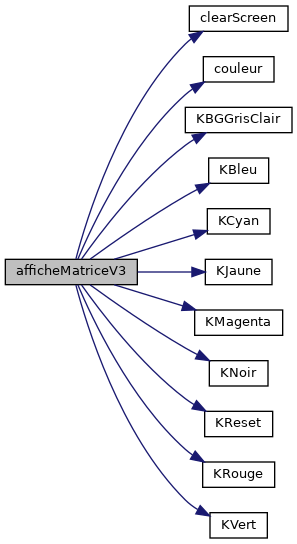 clearScreen
couleur
KBGGrisClair
KBleu
KCyan
afficheMatriceV3
KJaune
KMagenta
KNoir
KReset
KRouge
KVert